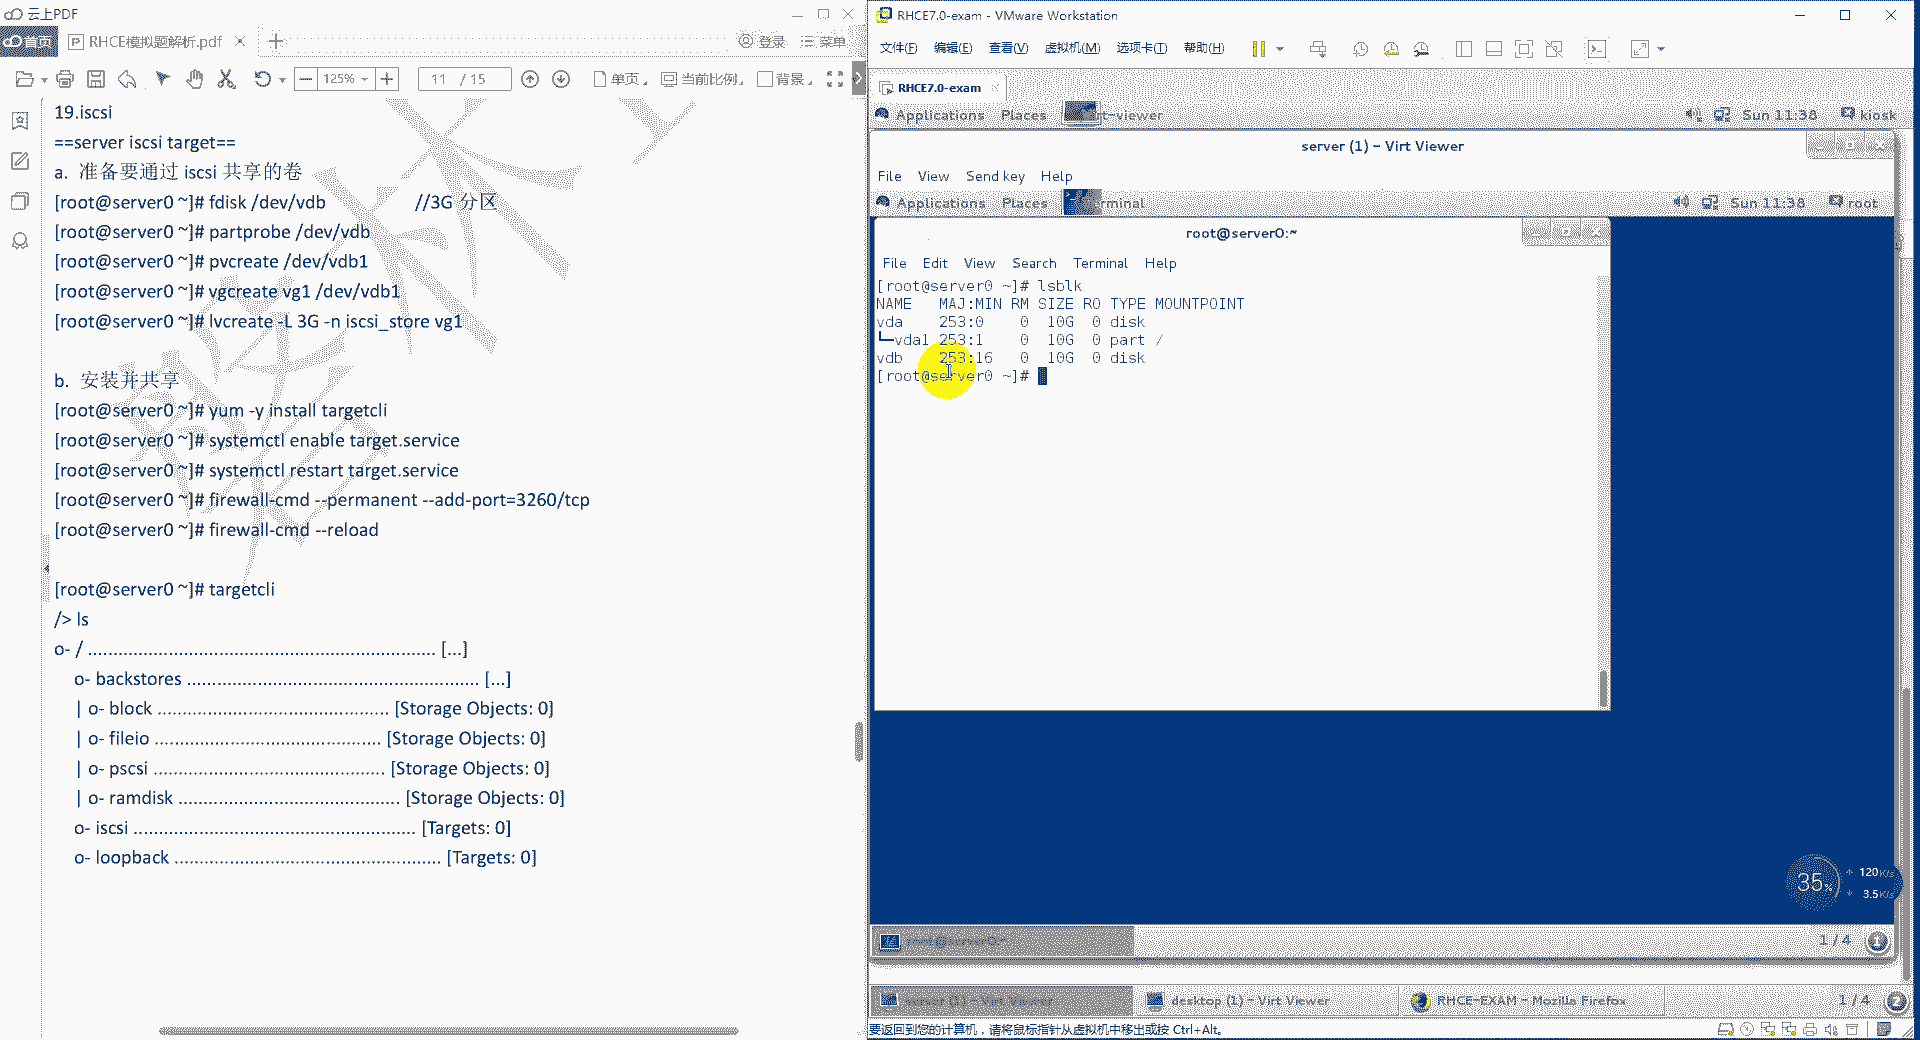 云上PDF
首页
RHCE模拟题解析.pdf
登录
菜单
125%
11 / 15
单页
当前比例
背景
19.iscsi
==server iscsi target==
a. 准备要通过 iscsi 共享的卷
[root@server0 ~]# fdisk /dev/vdb //3G 分区
[root@server0 ~]# partprobe /dev/vdb
[root@server0 ~]# pvcreate /dev/vdb1
[root@server0 ~]# vgcreate vg1 /dev/vdb1
[root@server0 ~]# lvcreate -L 3G -n iscsi_store vg1
b. 安装并共享
[root@server0 ~]# yum -y install targetcli
[root@server0 ~]# systemctl enable target.service
[root@server0 ~]# systemctl restart target.service
[root@server0 ~]# firewall-cmd --permanent --add-port=3260/tcp
[root@server0 ~]# firewall-cmd --reload
[root@server0 ~]# targetcli
/> ls
o- / ................................................................ [...]
o- backstores ...................................................... [...]
| o- block ........................................... [Storage Objects: 0]
| o- fileio .......................................... [Storage Objects: 0]
| o- pscsi ........................................... [Storage Objects: 0]
| o- ramdisk ......................................... [Storage Objects: 0]
o- iscsi .................................................... [Targets: 0]
o- loopback ................................................. [Targets: 0]
RHCE7.0-exam - VMware Workstation
文件(F) 编辑(E) 查看(V) 虚拟机(M) 选项卡(T) 帮助(H)
RHCE7.0-exam
Applications Places virt-viewer Sun 11:38 kiosk
server (1) – Virt Viewer
File View Send key Help
Applications Places Terminal Sun 11:38 root
root@server0:~
File Edit View Search Terminal Help
[root@server0 ~]# lsblk
NAME MAJ:MIN RM SIZE RO TYPE MOUNTPOINT
vda 253:0 0 10G 0 disk
└─vda1 253:1 0 10G 0 part /
vdb 253:16 0 10G 0 disk
[root@server0 ~]#
35%
120K/s
3.5K/s
root@server0:~
1 / 4
1
server (1) – Virt Viewer
desktop (1) – Virt Viewer
RHCE-EXAM – Mozilla Firefox
1 / 4
2
要返回到您的计算机，请将鼠标指针从虚拟机中移出或按 Ctrl+Alt。